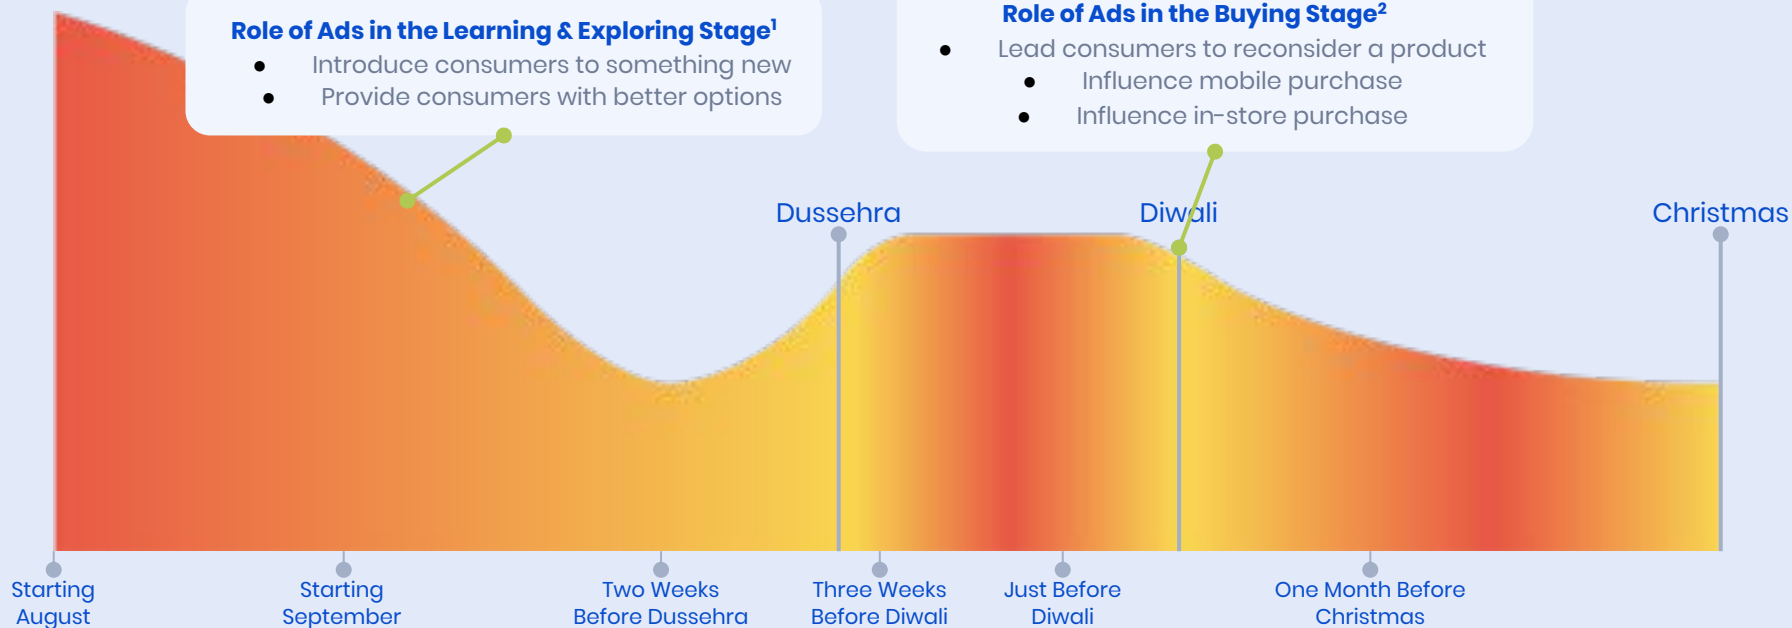 Role of Ads in the Learning & Exploring Stage¹
● Introduce consumers to something new
● Provide consumers with better options
Role of Ads in the Buying Stage²
● Lead consumers to reconsider a product
● Influence mobile purchase
● Influence in-store purchase
Dussehra
Diwali
Christmas
Starting
August
Starting
September
Two Weeks
Before Dussehra
Three Weeks
Before Diwali
Just Before
Diwali
One Month Before
Christmas